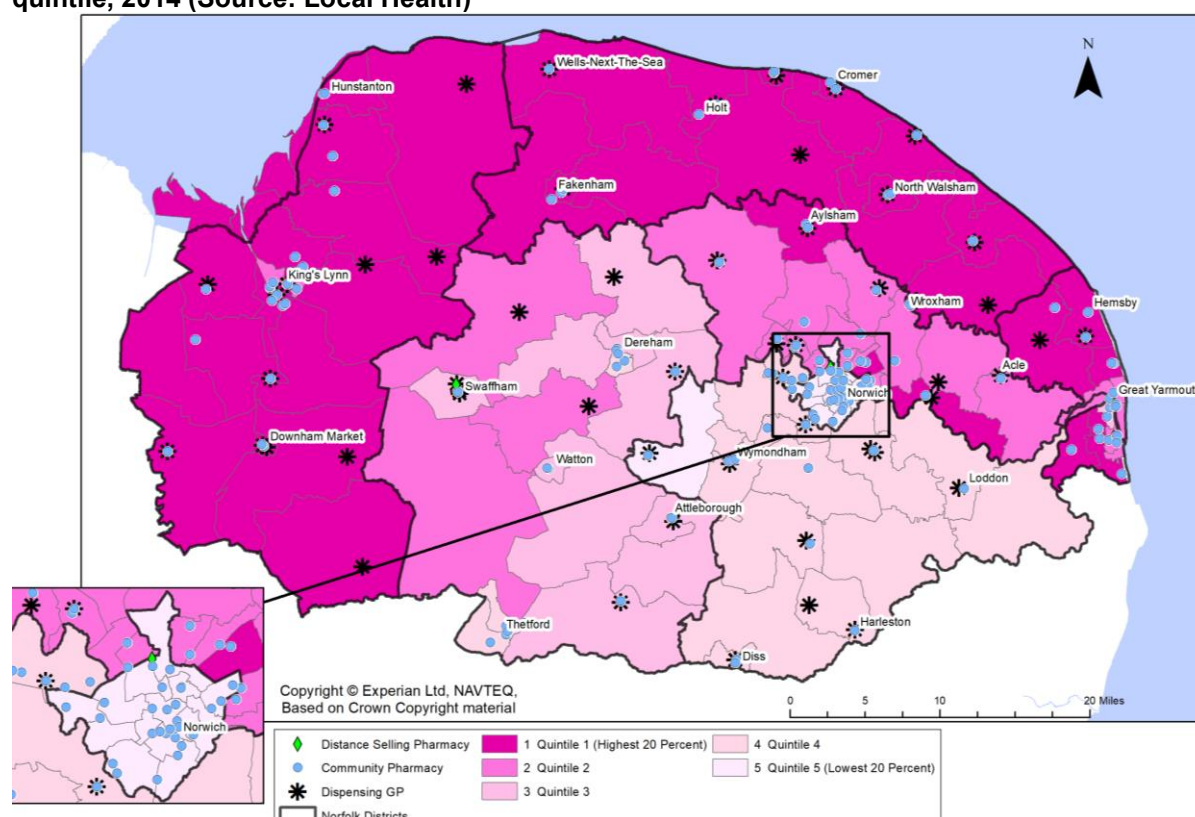 quintile, 2014 (Source: Local Health)
N
Wells-Next-The-Sea
Cromer
Hunstanton
Holt
Fakenham
North Walsham
Aylsham
King's Lynn
Wroxham
Hemsby
Dereham
Acle
Swaffham
Norwich
Great Yarmout
Downham Market
Watton
Wymondham
Loddon
Attleborough
Thetford
Harleston
Diss
Copyright © Experian Ltd, NAVTEQ,
Based on Crown Copyright material
0 5 10 20 Miles
Norwich
Distance Selling Pharmacy
Community Pharmacy
Dispensing GP
Norfolk Districts
1 Quintile 1 (Highest 20 Percent)
2 Quintile 2
3 Quintile 3
4 Quintile 4
5 Quintile 5 (Lowest 20 Percent)